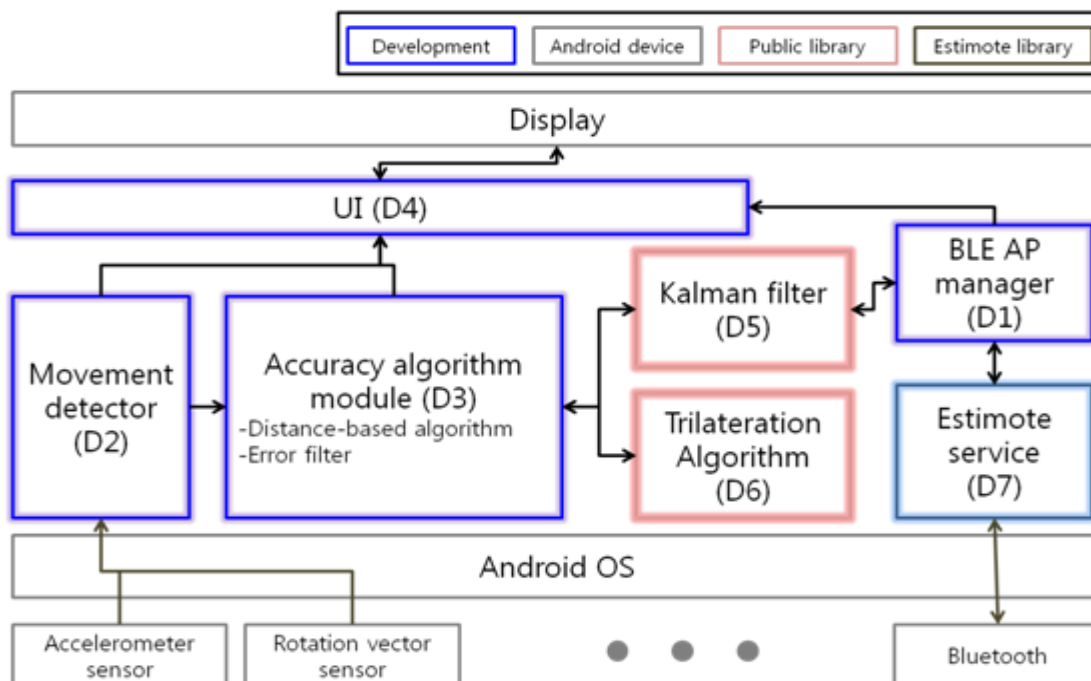 Development
Android device
Public library
Estimote library
Display
UI (D4)
BLE AP
manager
(D1)
Kalman filter
(D5)
Movement
detector
(D2)
Accuracy algorithm
module (D3)
-Distance-based algorithm
-Error filter
Trilateration
Algorithm
(D6)
Estimote
service
(D7)
Android OS
Accelerometer
sensor
Rotation vector
sensor
Bluetooth